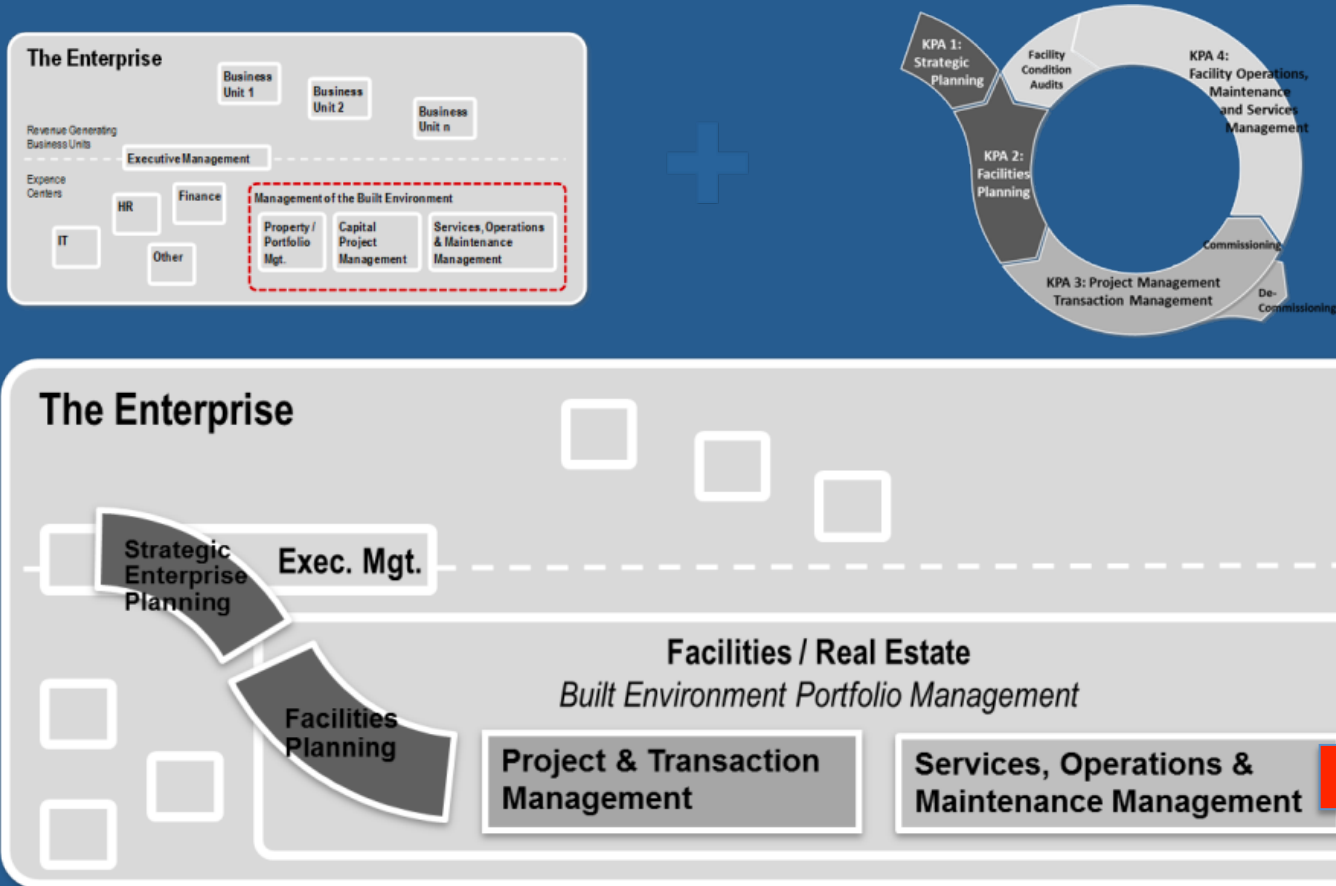 The Enterprise
Business
Unit 1
Business
Unit 2
Business
Unit n
Revenue Generating
Business Units
Executive Management
Expence
Centers
HR
Finance
IT
Other
Management of the Built Environment
Property /
Portfolio
Mgt.
Capital
Project
Management
Services, Operations
& Maintenance
Management
KPA 1:
Strategic
Planning
Facility
Condition
Audits
KPA 4:
Facility Operations,
Maintenance
and Services
Management
KPA 2:
Facilities
Planning
Commissioning
KPA 3: Project Management
Transaction Management
De-
Commissioning
The Enterprise
Strategic
Enterprise
Planning
Exec. Mgt.
Facilities / Real Estate
Built Environment Portfolio Management
Facilities
Planning
Project & Transaction
Management
Services, Operations &
Maintenance Management